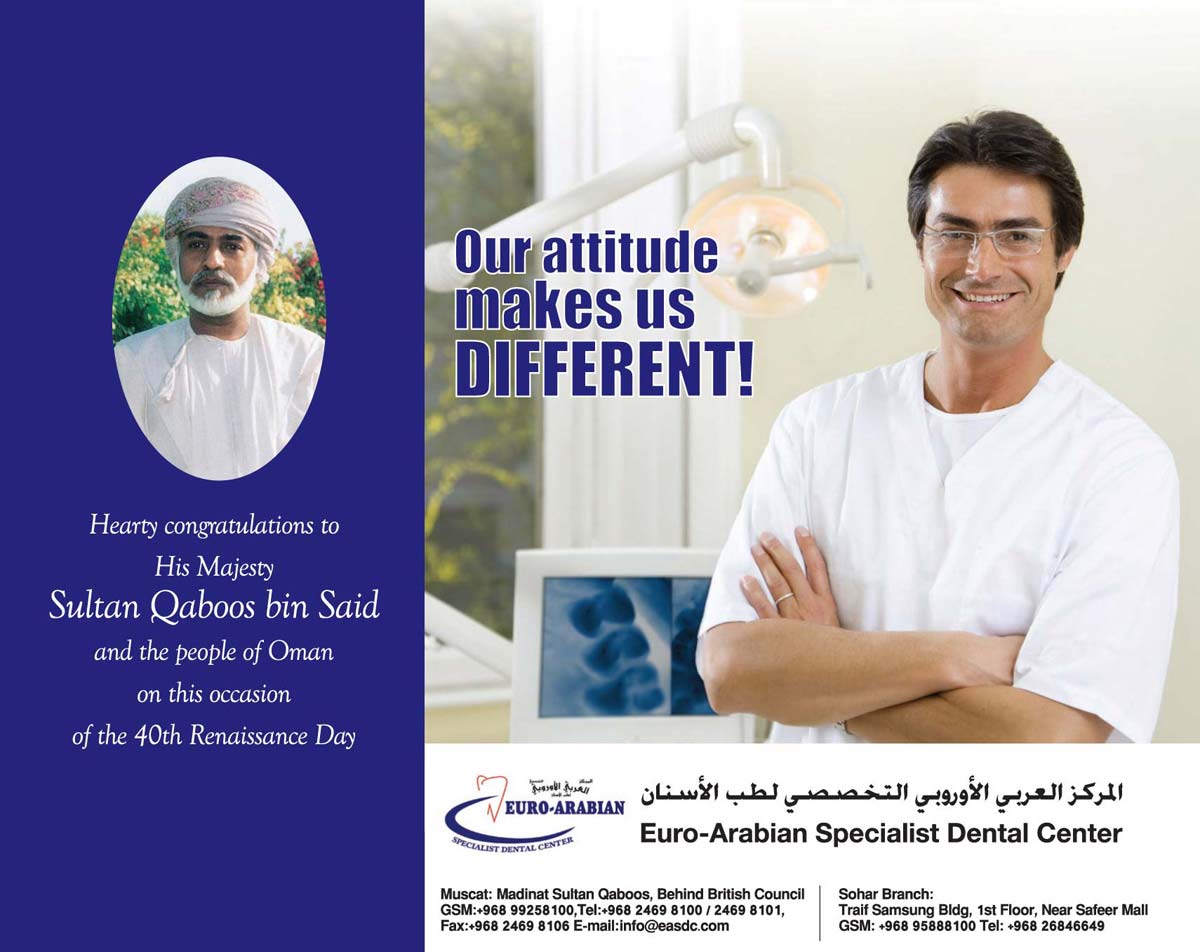 Hearty congratulations to
His Majesty
Sultan Qaboos bin Said
and the people of Oman
on this occasion
of the 40th Renaissance Day
Our attitude
makes us
DIFFERENT!
المركز
العربي الأوروبي
EURO-ARABIAN
SPECIALIST DENTAL CENTER
المركز العربي الأوروبي التخصصي لطب الأسنان
Euro-Arabian Specialist Dental Center
Muscat: Madinat Sultan Qaboos, Behind British Council
GSM:+968 99258100,Tel:+968 2469 8100 / 2469 8101,
Fax:+968 2469 8106 E-mail:info@easdc.com
Sohar Branch:
Traif Samsung Bldg, 1st Floor, Near Safeer Mall
GSM: +968 95888100 Tel: +968 26846649